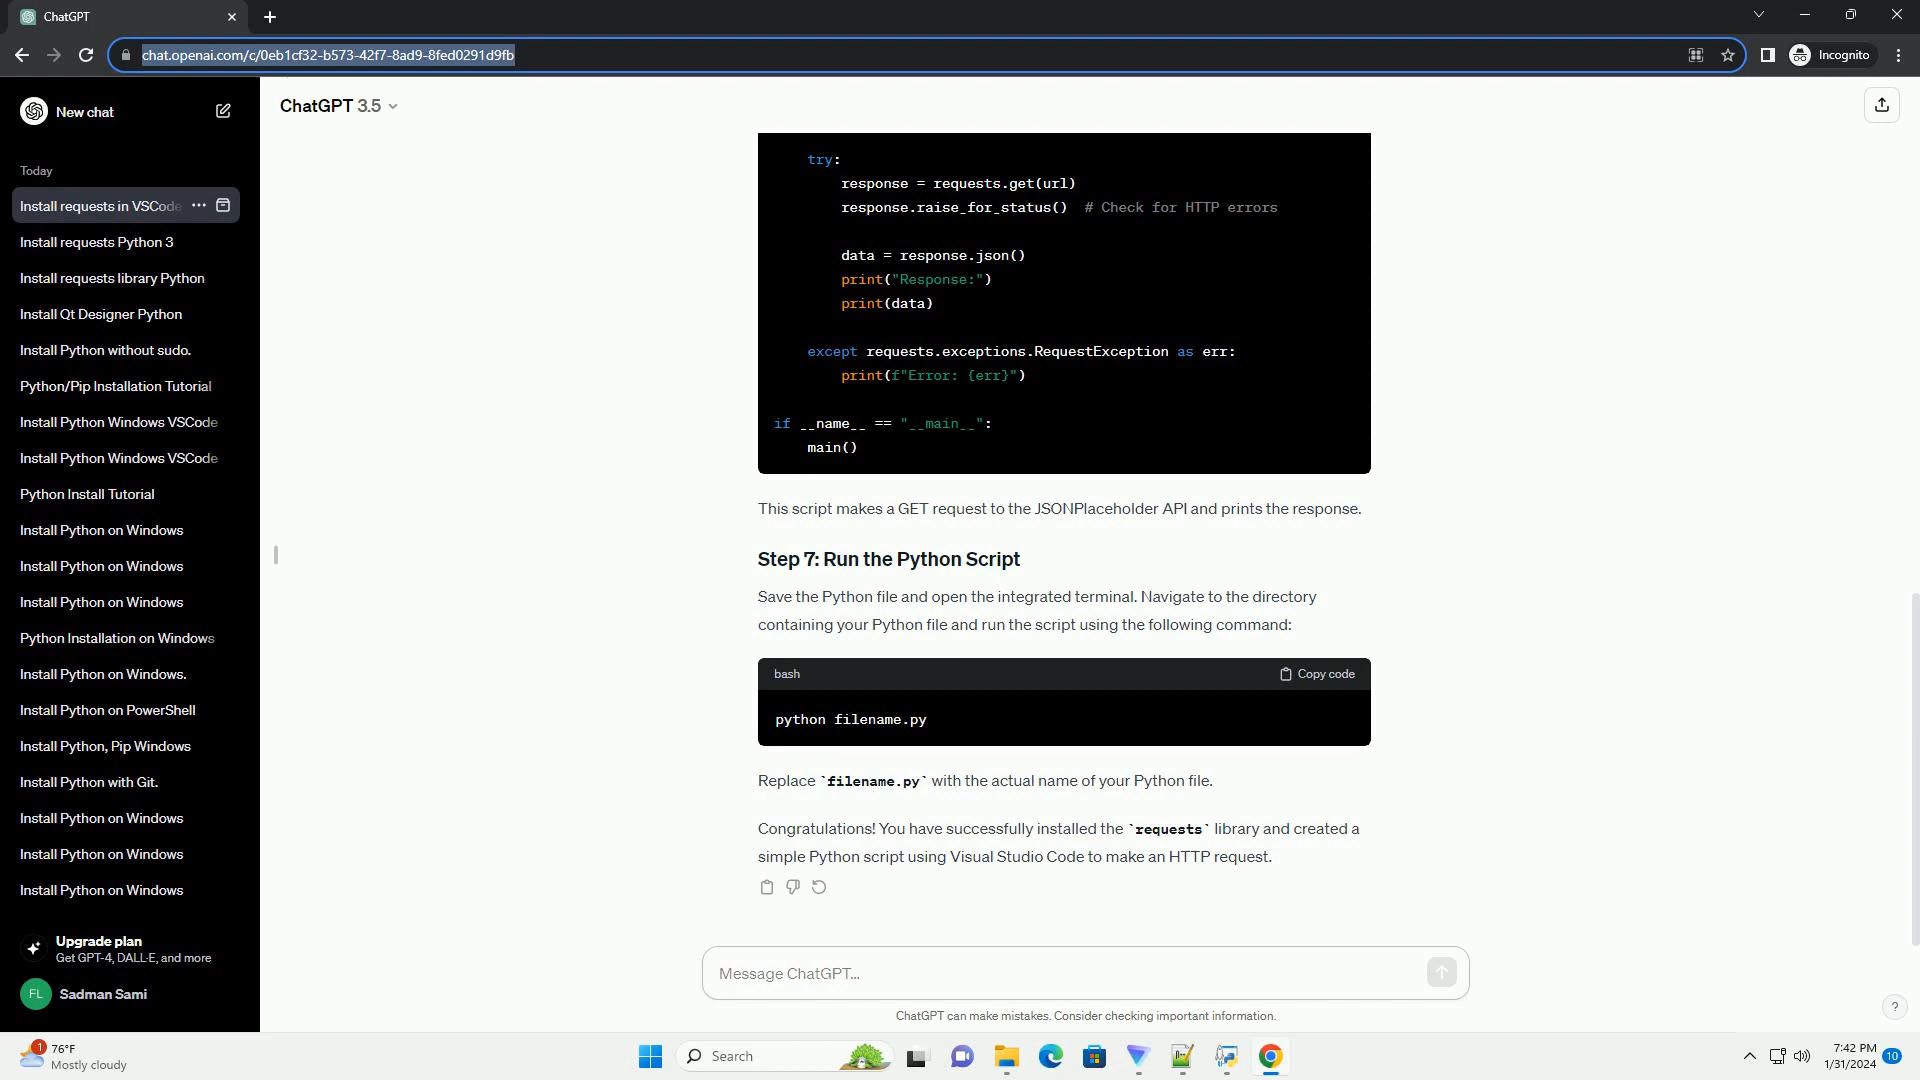 ChatGPT
chat.openai.com/c/0eb1cf32-b573-42f7-8ad9-8fed0291d9fb
Incognito
New chat
Today
Install requests in VSCode
Install requests Python 3
Install requests library Python
Install Qt Designer Python
Install Python without sudo.
Python/Pip Installation Tutorial
Install Python Windows VSCode
Install Python Windows VSCode
Python Install Tutorial
Install Python on Windows
Install Python on Windows
Install Python on Windows
Python Installation on Windows
Install Python on Windows.
Install Python on PowerShell
Install Python, Pip Windows
Install Python with Git.
Install Python on Windows
Install Python on Windows
Install Python on Windows
Upgrade plan
Get GPT-4, DALL·E, and more
FL
Sadman Sami
ChatGPT 3.5
try:
response = requests.get(url)
response.raise_for_status()  # Check for HTTP errors
data = response.json()
print("Response:")
print(data)
except requests.exceptions.RequestException as err:
print(f"Error: {err}")
if __name__ == "__main__":
main()
This script makes a GET request to the JSONPlaceholder API and prints the response.
Step 7: Run the Python Script
Save the Python file and open the integrated terminal. Navigate to the directory
containing your Python file and run the script using the following command:
bash
Copy code
python filename.py
Replace `filename.py` with the actual name of your Python file.
Congratulations! You have successfully installed the `requests` library and created a
simple Python script using Visual Studio Code to make an HTTP request.
Message ChatGPT...
ChatGPT can make mistakes. Consider checking important information.
?
1
76°F
Mostly cloudy
Search
7:42 PM
1/31/2024
10